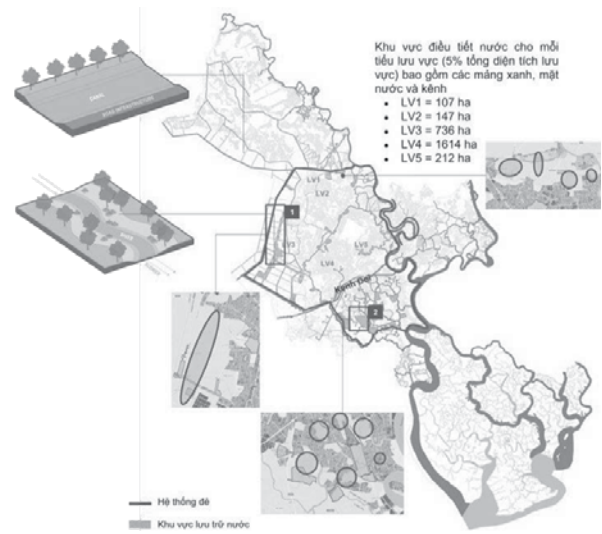 Khu vực điều tiết nước cho mỗi
tiểu lưu vực (5% tổng diện tích lưu
vực) bao gồm các mảng xanh, mặt
nước và kênh
• LV1 = 107 ha
• LV2 = 147 ha
• LV3 = 736 ha
• LV4 = 1614 ha
• LV5 = 212 ha
LV1
LV2
1
LV3
LV5
LV4
Kênh Đôi
2
Hệ thống đê
Khu vực lưu trữ nước